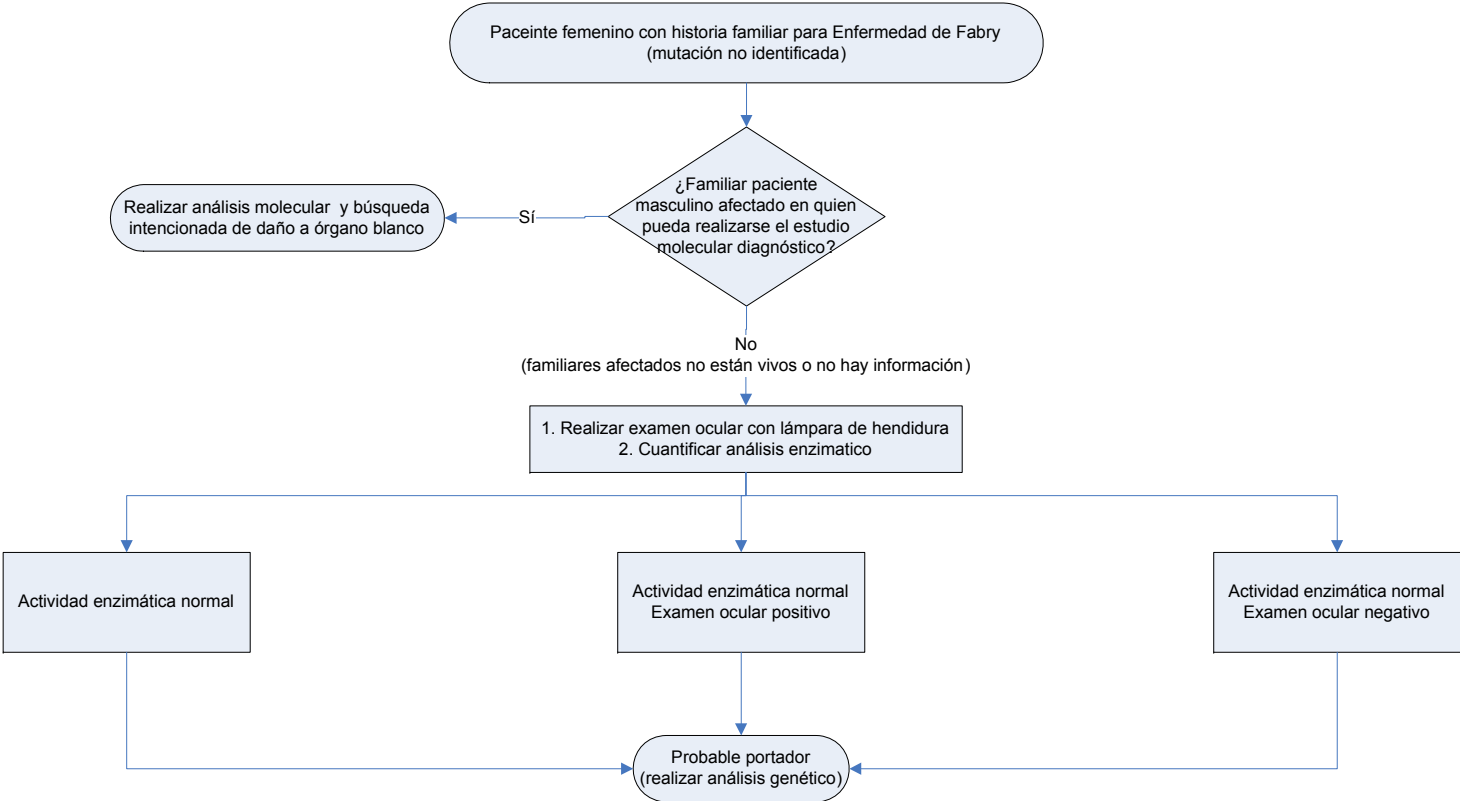 Paceinte femenino con historia familiar para Enfermedad de Fabry
(mutación no identificada)
¿Familiar paciente
masculino afectado en quien
pueda realizarse el estudio
molecular diagnóstico?
Realizar análisis molecular y búsqueda
intencionada de daño a órgano blanco
Sí
No
(familiares afectados no están vivos o no hay información)
1. Realizar examen ocular con lámpara de hendidura
2. Cuantificar análisis enzimatico
Actividad enzimática normal
Actividad enzimática normal
Examen ocular positivo
Actividad enzimática normal
Examen ocular negativo
Probable portador
(realizar análisis genético)